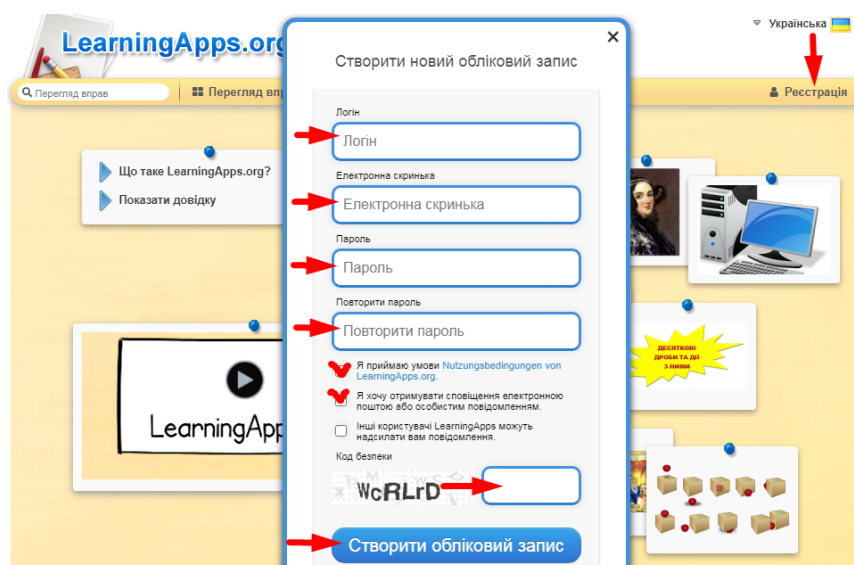 LearningApps.org
Українська
Перегляд вправ
Перегляд впр
Реєстрація
Що таке LearningApps.org?
Показати довідку
LearningApp
Створити новий обліковий запис
Логін
Логін
Електронна скринька
Електронна скринька
Пароль
Пароль
Повторити пароль
Повторити пароль
Я приймаю умови Nutzungsbedingungen von
LearningApps.org.
Я хочу отримувати сповіщення електронною
поштою або особистим повідомленням.
Інші користувачі LearningApps можуть
надсилати вам повідомлення.
Код безпеки
WcRLrD
Створити обліковий запис
ДЕСЯТКОВІ
ДРОБИ ТА ДІЇ
З НИМИ